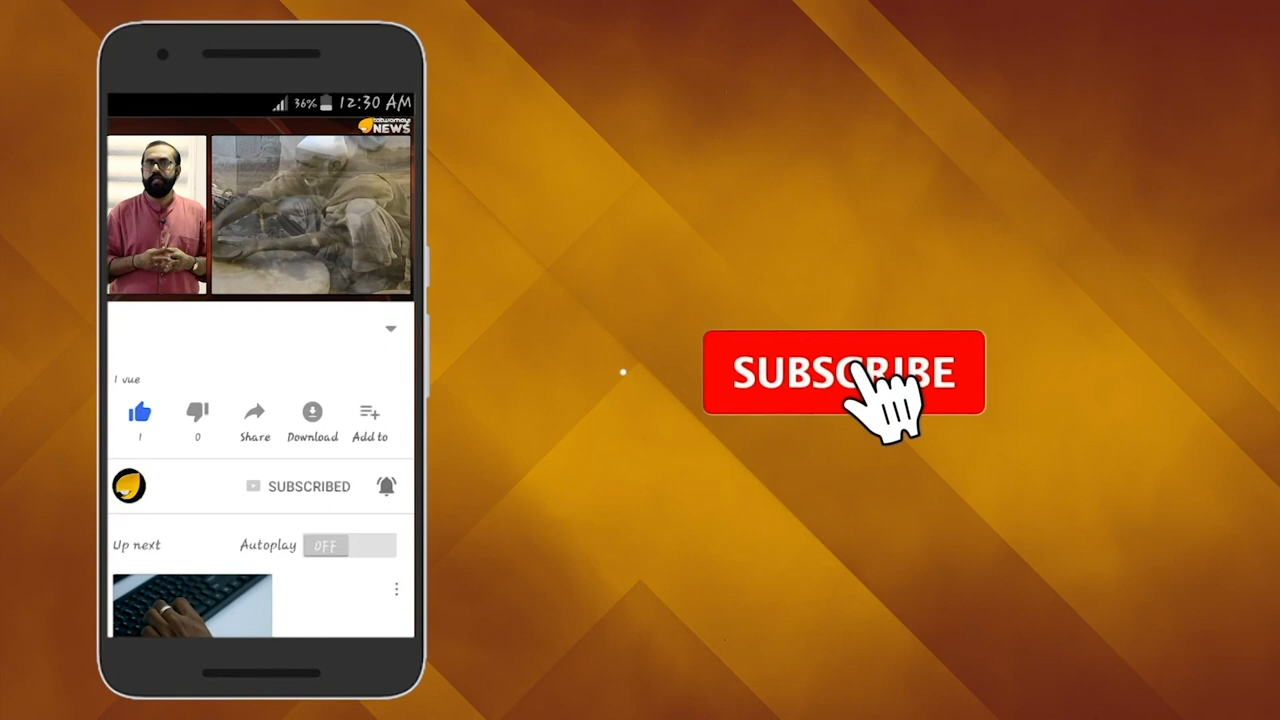 36% 12:30 AM
tatwamayi
NEWS
1 vue
1 0 Share Download Add to
SUBSCRIBED
Up next Autoplay OFF
SUBSCRIBE